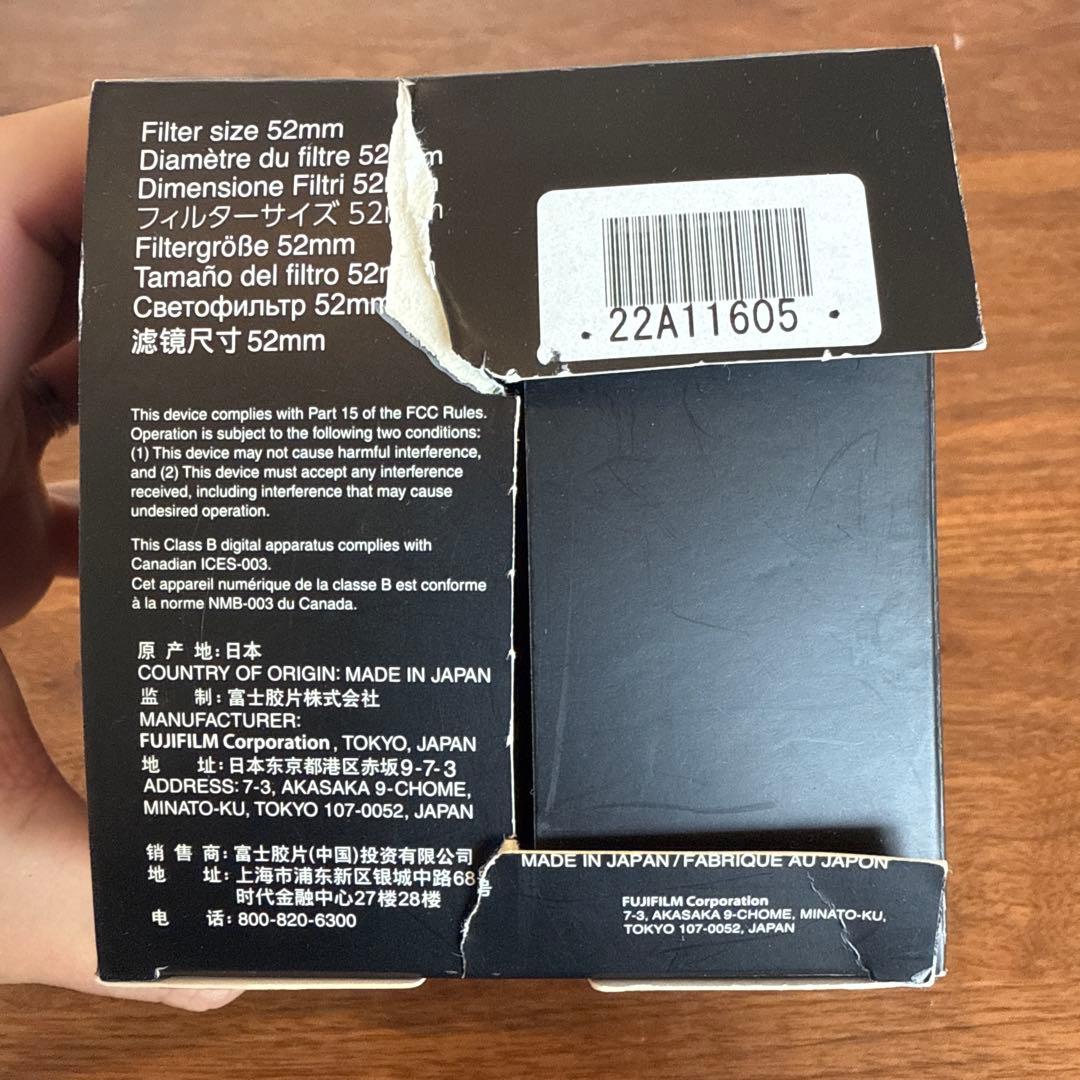 Filter size 52mm
Diamètre du filtre 52 m
Dimensione Filtri 52
フィルターサイズ 52
Filtergröße 52mm
Tamaño del filtro 52
Светофильтр 52mm
滤镜尺寸 52mm
22A11605
This device complies with Part 15 of the FCC Rules.
Operation is subject to the following two conditions:
(1) This device may not cause harmful interference,
and (2) This device must accept any interference
received, including interference that may cause
undesired operation.
This Class B digital apparatus complies with
Canadian ICES-003.
Cet appareil numérique de la classe B est conforme
à la norme NMB-003 du Canada.
原 产 地: 日本
COUNTRY OF ORIGIN: MADE IN JAPAN
监 制: 富士胶片株式会社
MANUFACTURER:
FUJIFILM Corporation, TOKYO, JAPAN
地 址: 日本东京都港区赤坂9-7-3
ADDRESS: 7-3, AKASAKA 9-CHOME,
MINATO-KU, TOKYO 107-0052, JAPAN
销 售 商: 富士胶片(中国)投资有限公司
地 址: 上海市浦东新区银城中路68号
时代金融中心27楼28楼
电 话: 800-820-6300
MADE IN JAPAN / FABRIQUE AU JAPON
FUJIFILM Corporation
7-3, AKASAKA 9-CHOME, MINATO-KU,
TOKYO 107-0052, JAPAN